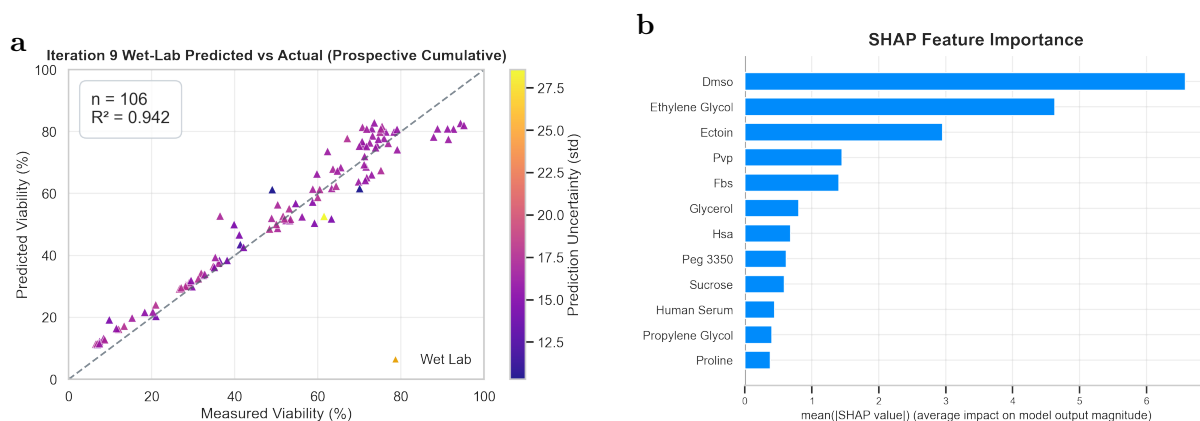 a
Iteration 9 Wet-Lab Predicted vs Actual (Prospective Cumulative)
n = 106
R² = 0.942
Predicted Viability (%)
100
80
60
40
20
0
0 20 40 60 80 100
Measured Viability (%)
Wet Lab
27.5
25.0
22.5
20.0
17.5
15.0
12.5
Prediction Uncertainty (std)
b
SHAP Feature Importance
Dmso
Ethylene Glycol
Ectoin
Pvp
Fbs
Glycerol
Hsa
Peg 3350
Sucrose
Human Serum
Propylene Glycol
Proline
0 1 2 3 4 5 6
mean(|SHAP value|) (average impact on model output magnitude)